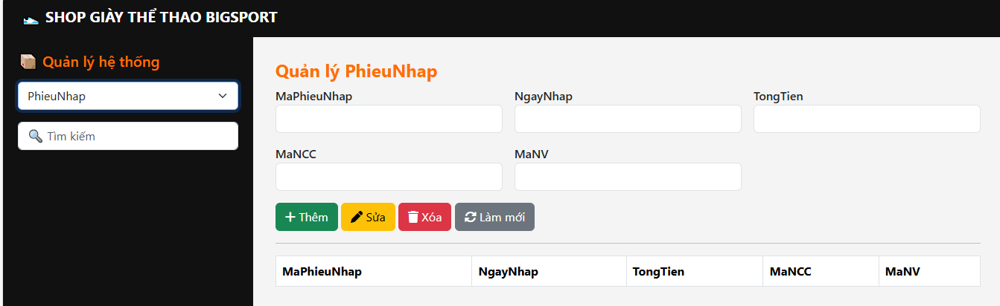 SHOP GIÀY THỂ THAO BIGSPORT
Quản lý hệ thống
PhieuNhap
Tìm kiếm
Quản lý PhieuNhap
MaPhieuNhap NgayNhap TongTien
MaNCC MaNV
Thêm Sửa Xóa Làm mới
MaPhieuNhap NgayNhap TongTien MaNCC MaNV